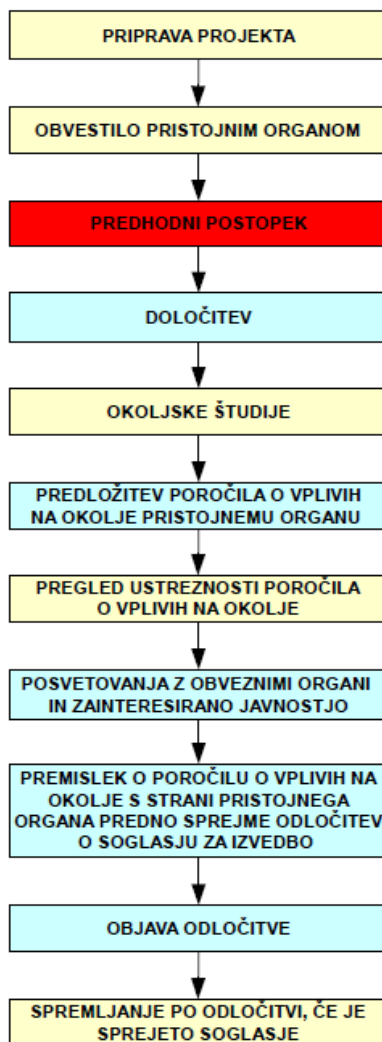 PRIPRAVA PROJEKTA
OBVESTILO PRISTOJNIM ORGANOM
PREDHODNI POSTOPEK
DOLOČITEV
OKOLJSKE ŠTUDIJE
PREDLOŽITEV POROČILA O VPLIVIH
NA OKOLJE PRISTOJNEMU ORGANU
PREGLED USTREZNOSTI POROČILA
O VPLIVIH NA OKOLJE
POSVETOVANJA Z OBVEZNIMI ORGANI
IN ZAINTERESIRANO JAVNOSTJO
PREMISLEK O POROČILU O VPLIVIH NA
OKOLJE S STRANI PRISTOJNEGA
ORGANA PREDNO SPREJME ODLOČITEV
O SOGLASJU ZA IZVEDBO
OBJAVA ODLOČITVE
SPREMLJANJE PO ODLOČITVI, ČE JE
SPREJETO SOGLASJE